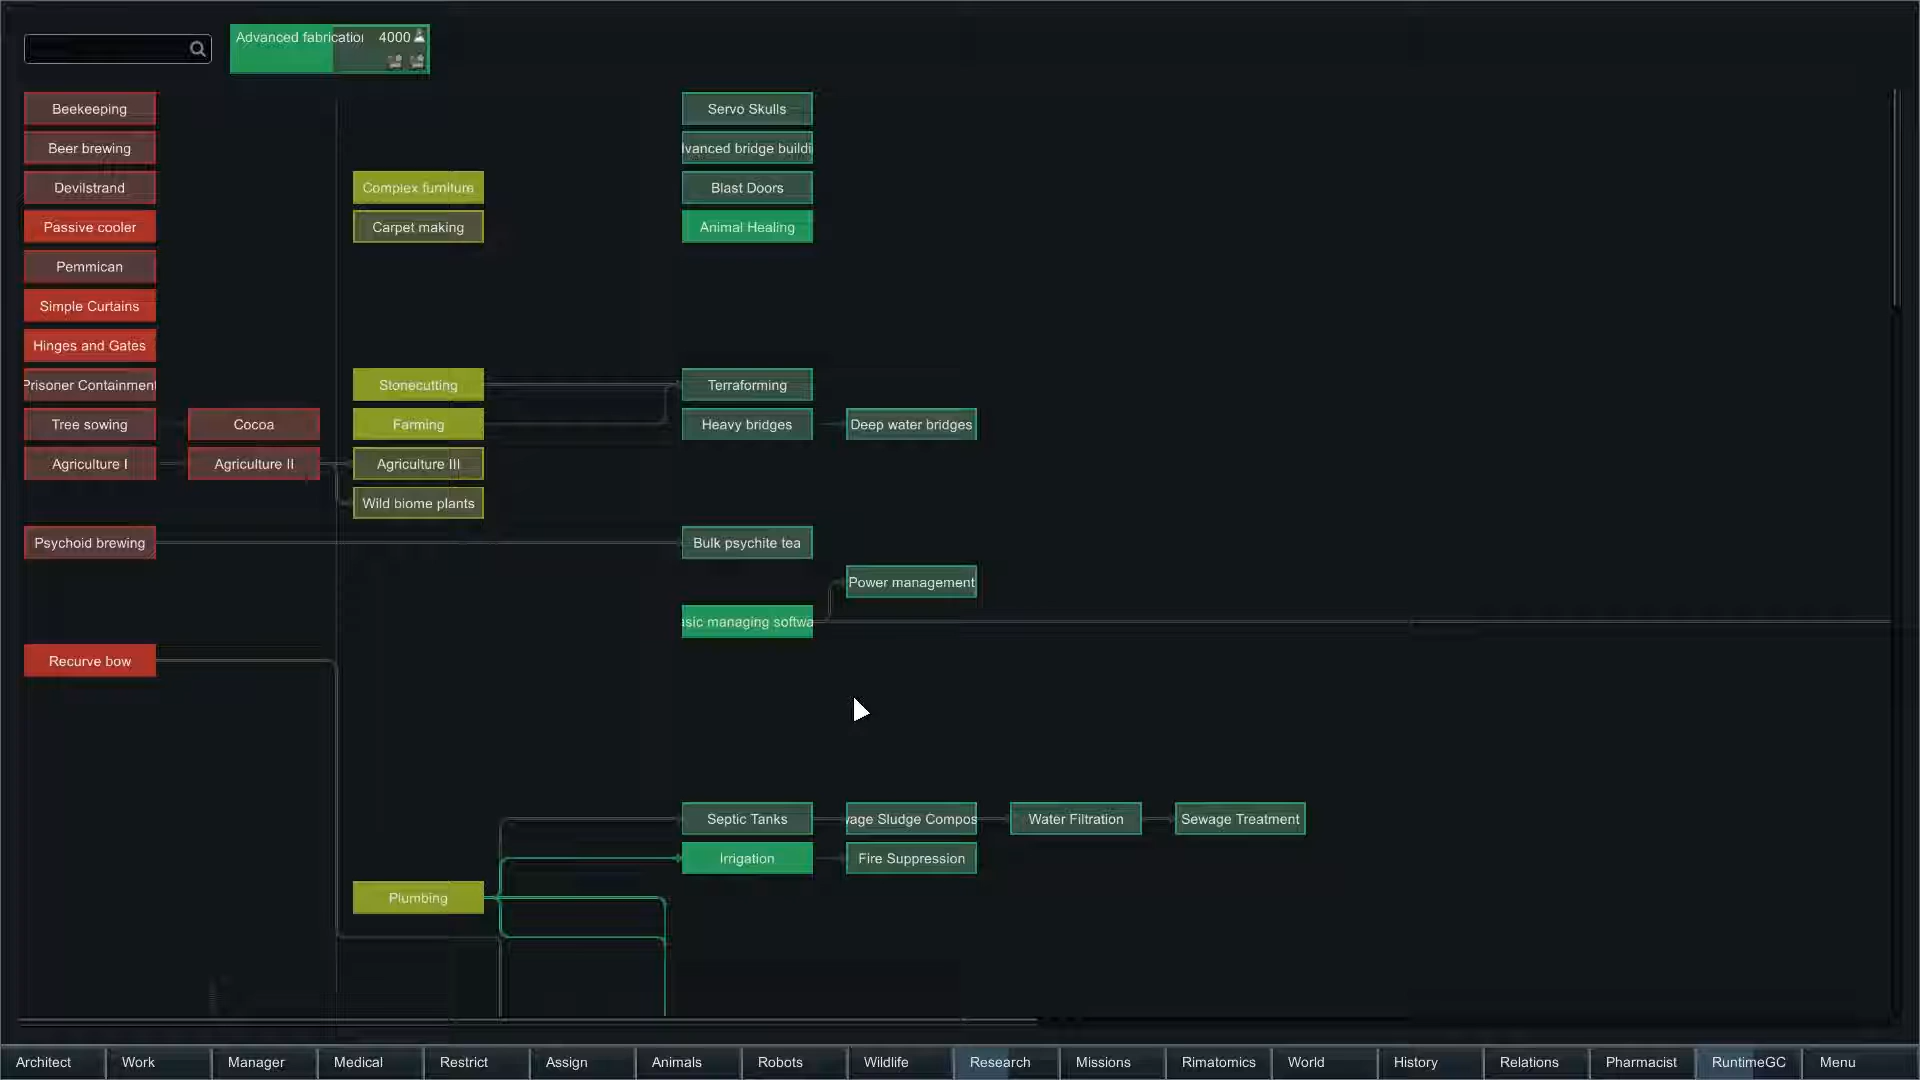 Advanced fabrication 4000
Beekeeping
Servo Skulls
Beer brewing
lvanced bridge buildi
Devilstrand
Complex furniture
Blast Doors
Passive cooler
Carpet making
Animal Healing
Pemmican
Simple Curtains
Hinges and Gates
Prisoner Containment
Stonecutting
Terraforming
Tree sowing
Cocoa
Farming
Heavy bridges
Deep water bridges
Agriculture I
Agriculture II
Agriculture III
Wild biome plants
Psychoid brewing
Bulk psychite tea
Power management
asic managing softwa
Recurve bow
Septic Tanks
wage Sludge Compos
Water Filtration
Sewage Treatment
Irrigation
Fire Suppression
Plumbing
Architect
Work
Manager
Medical
Restrict
Assign
Animals
Robots
Wildlife
Research
Missions
Rimatomics
World
History
Relations
Pharmacist
RuntimeGC
Menu